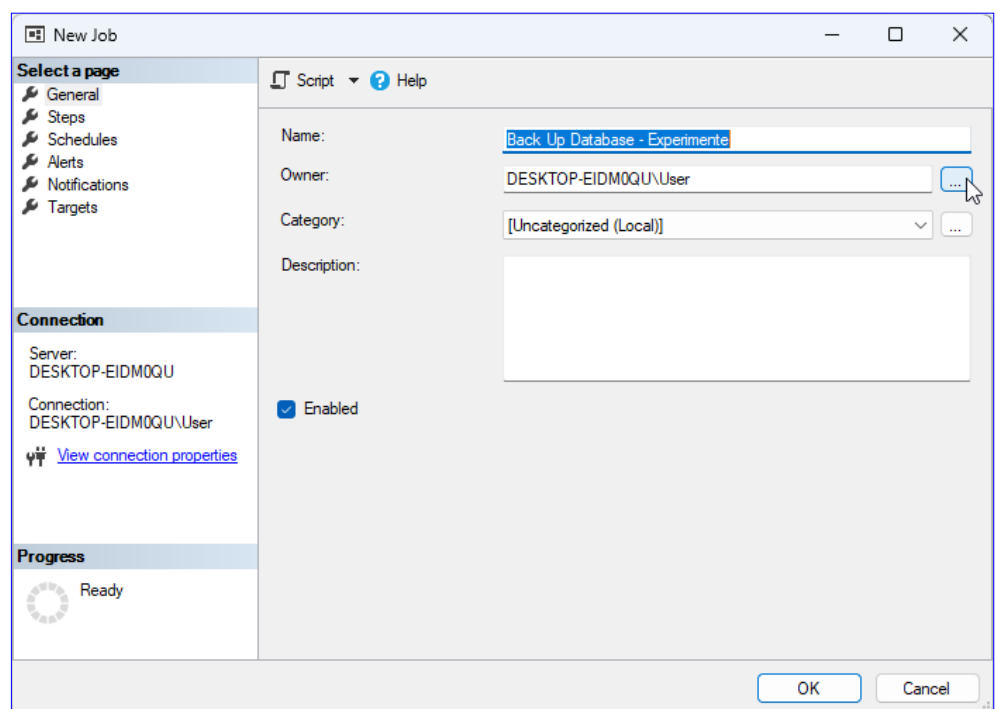 New Job
Select a page
General
Steps
Schedules
Alerts
Notifications
Targets
Connection
Server:
DESKTOP-EIDM0QU
Connection:
DESKTOP-EIDM0QU\User
View connection properties
Progress
Ready
Script
Help
Name:
Back Up Database - Experimente
Owner:
DESKTOP-EIDM0QU\User
...
Category:
[Uncategorized (Local)]
...
Description:
Enabled
OK
Cancel